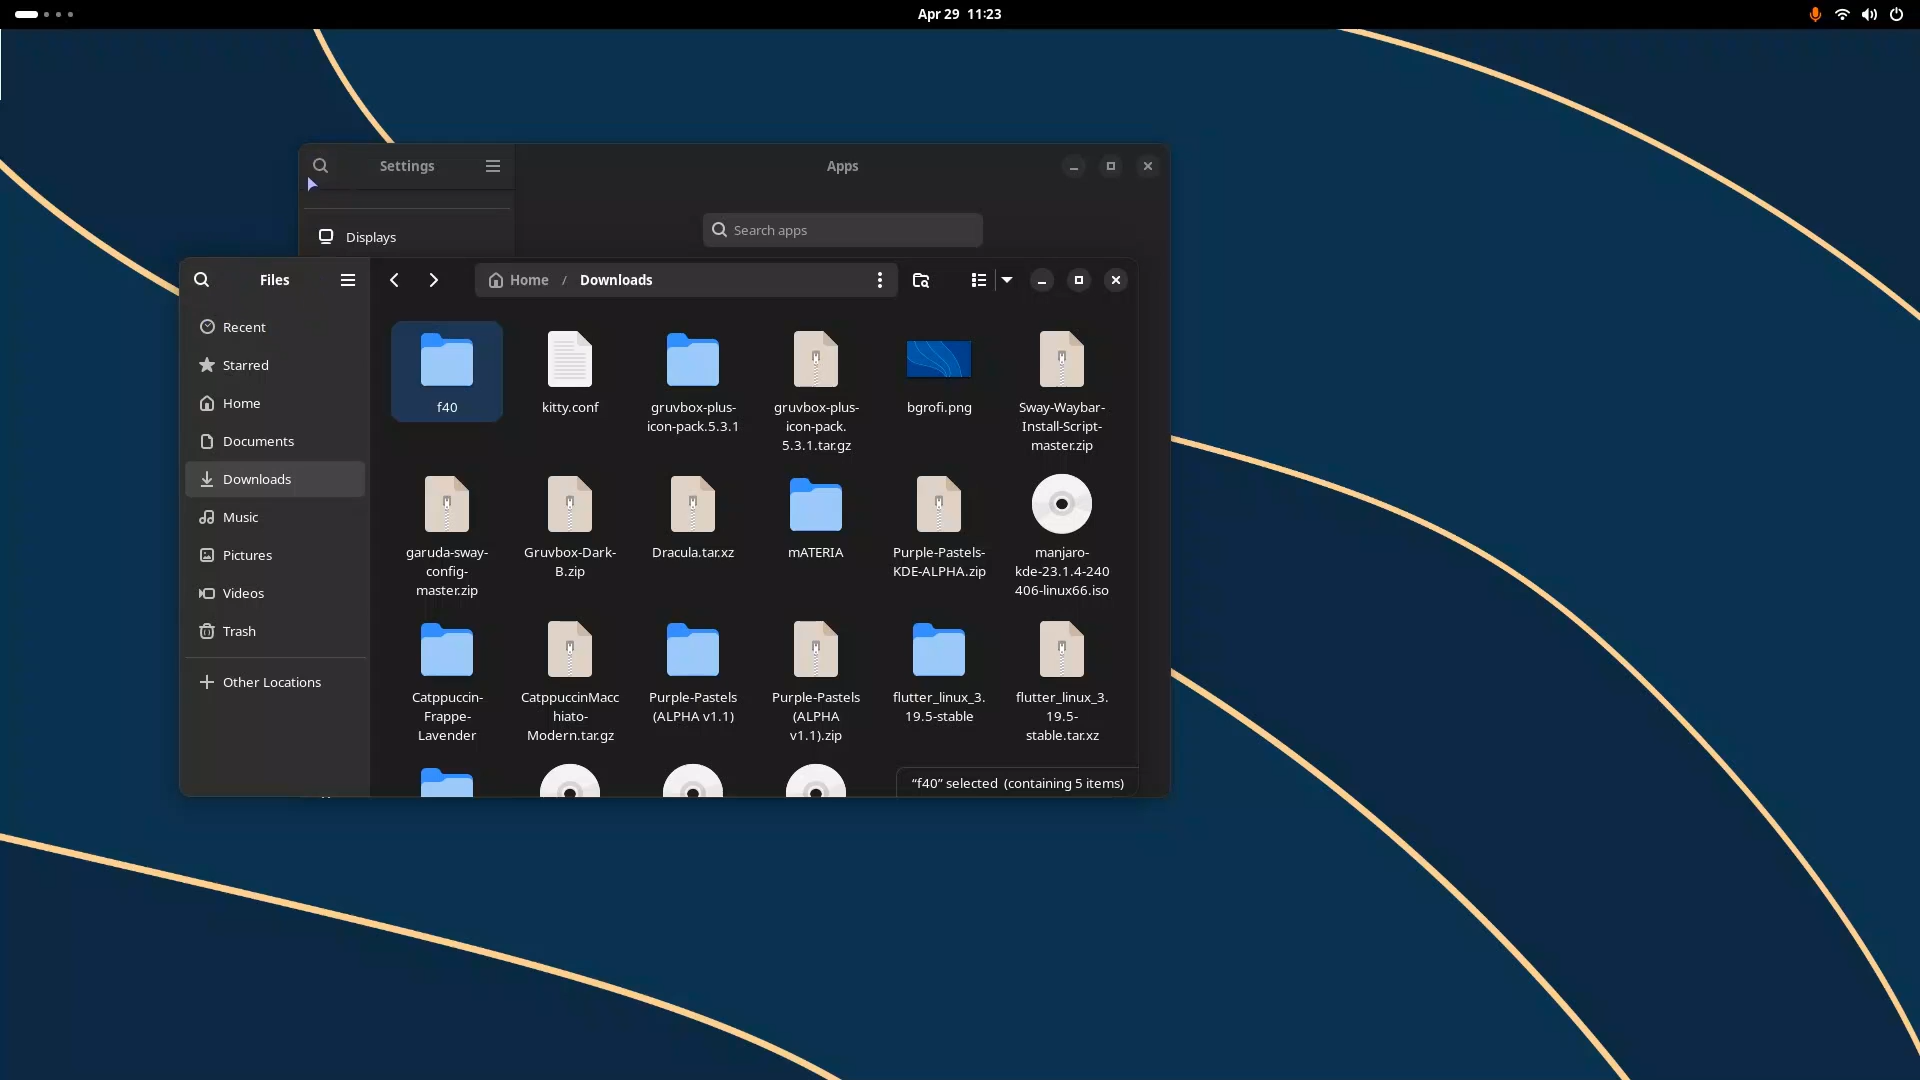 Apr 29 11:23
Settings
Apps
Search apps
Displays
Files
Home / Downloads
Recent
Starred
Home
Documents
Downloads
Music
Pictures
Videos
Trash
Other Locations
f40
kitty.conf
gruvbox-plus-
icon-pack.5.3.1
gruvbox-plus-
icon-pack.
5.3.1.tar.gz
bgrofi.png
Sway-Waybar-
Install-Script-
master.zip
garuda-sway-
config-
master.zip
Gruvbox-Dark-
B.zip
Dracula.tar.xz
mATERIA
Purple-Pastels-
KDE-ALPHA.zip
manjaro-
kde-23.1.4-240
406-linux66.iso
Catppuccin-
Frappe-
Lavender
CatppuccinMacc
hiato-
Modern.tar.gz
Purple-Pastels
(ALPHA v1.1)
Purple-Pastels
(ALPHA
v1.1).zip
flutter_linux_3.
19.5-stable
flutter_linux_3.
19.5-
stable.tar.xz
“f40” selected (containing 5 items)